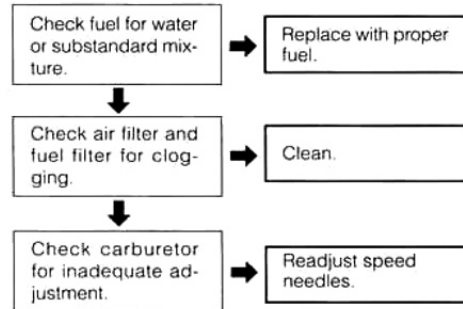 Check fuel for water
or substandard mix-
ture.
Replace with proper
fuel.
Check air filter and
fuel filter for clog-
ging.
Clean.
Check carburetor
for inadequate ad-
justment.
Readjust speed
needles.